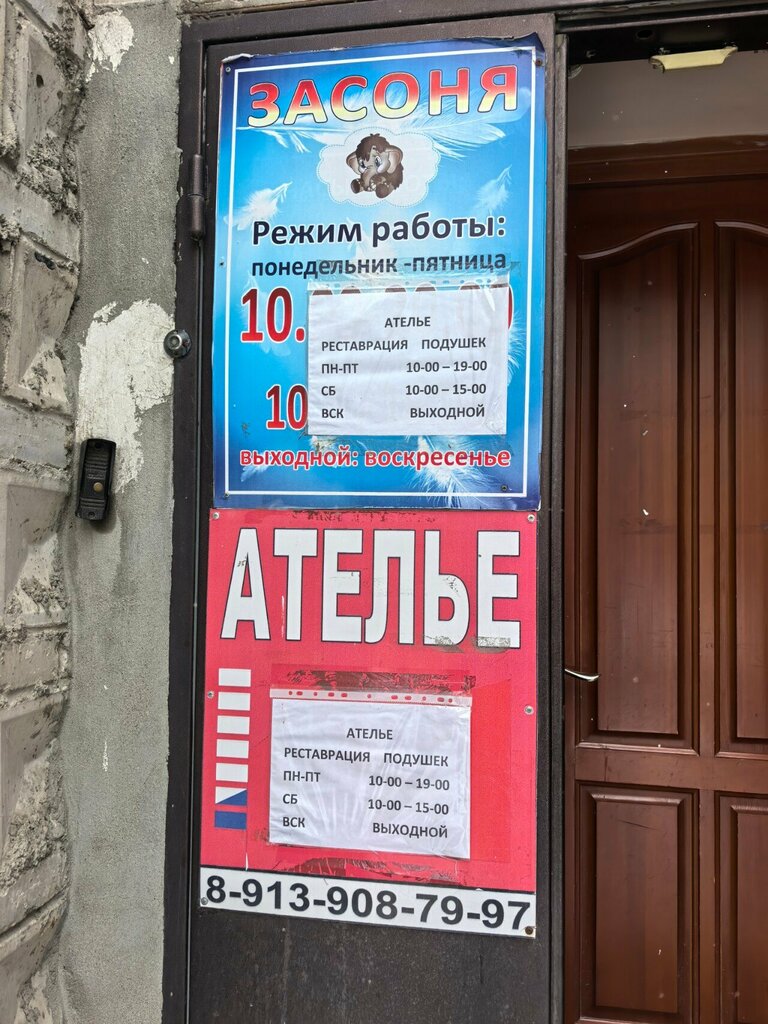 ЗАСОНЯ
Режим работы:
понедельник -пятница
10.
АТЕЛЬЕ
РЕСТАВРАЦИЯ ПОДУШЕК
ПН-ПТ 10-00 – 19-00
СБ 10-00 – 15-00
ВСК ВЫХОДНОЙ
10
выходной: воскресенье
АТЕЛЬЕ
АТЕЛЬЕ
РЕСТАВРАЦИЯ ПОДУШЕК
ПН-ПТ 10-00 – 19-00
СБ 10-00 – 15-00
ВСК ВЫХОДНОЙ
8-913-908-79-97